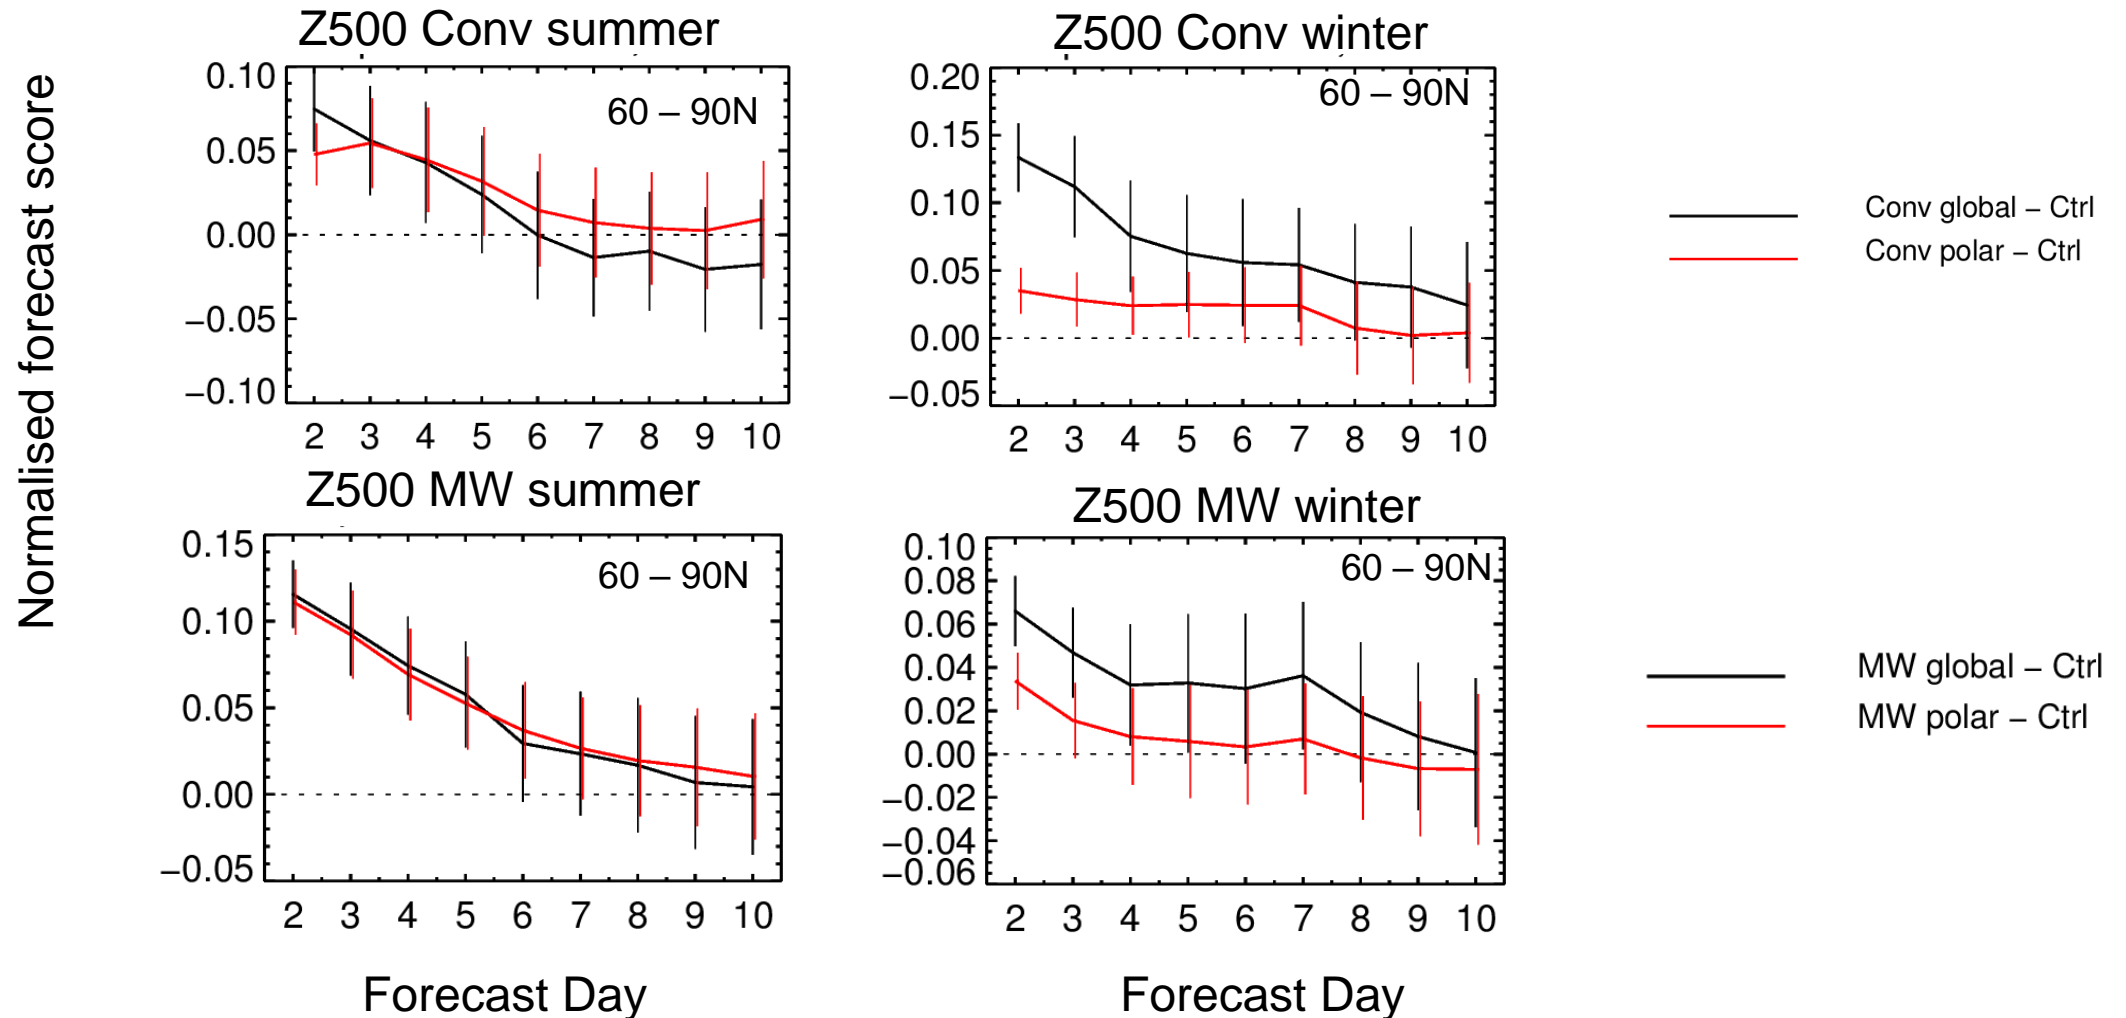 Normalised forecast score
Z500 Conv summer
60 – 90N
0.10
0.05
0.00
−0.05
−0.10
2 3 4 5 6 7 8 9 10
Z500 Conv winter
60 – 90N
0.20
0.15
0.10
0.05
0.00
−0.05
2 3 4 5 6 7 8 9 10
Conv global − Ctrl
Conv polar − Ctrl
Z500 MW summer
60 – 90N
0.15
0.10
0.05
0.00
−0.05
2 3 4 5 6 7 8 9 10
Forecast Day
Z500 MW winter
60 – 90N
0.10
0.08
0.06
0.04
0.02
0.00
−0.02
−0.04
−0.06
2 3 4 5 6 7 8 9 10
Forecast Day
MW global − Ctrl
MW polar − Ctrl